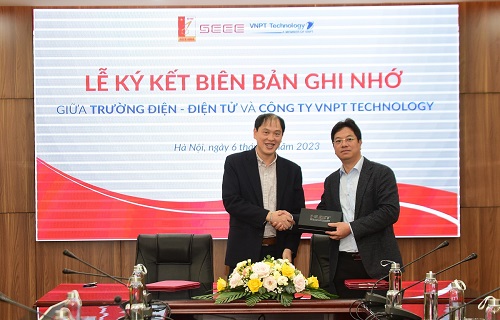 SEEE VNPT Technology
LỄ KÝ KẾT BIÊN BẢN GHI NHỚ
GIỮA TRƯỜNG ĐIỆN - ĐIỆN TỬ VÀ CÔNG TY VNPT TECHNOLOGY
Hà Nội, ngày 6 2023